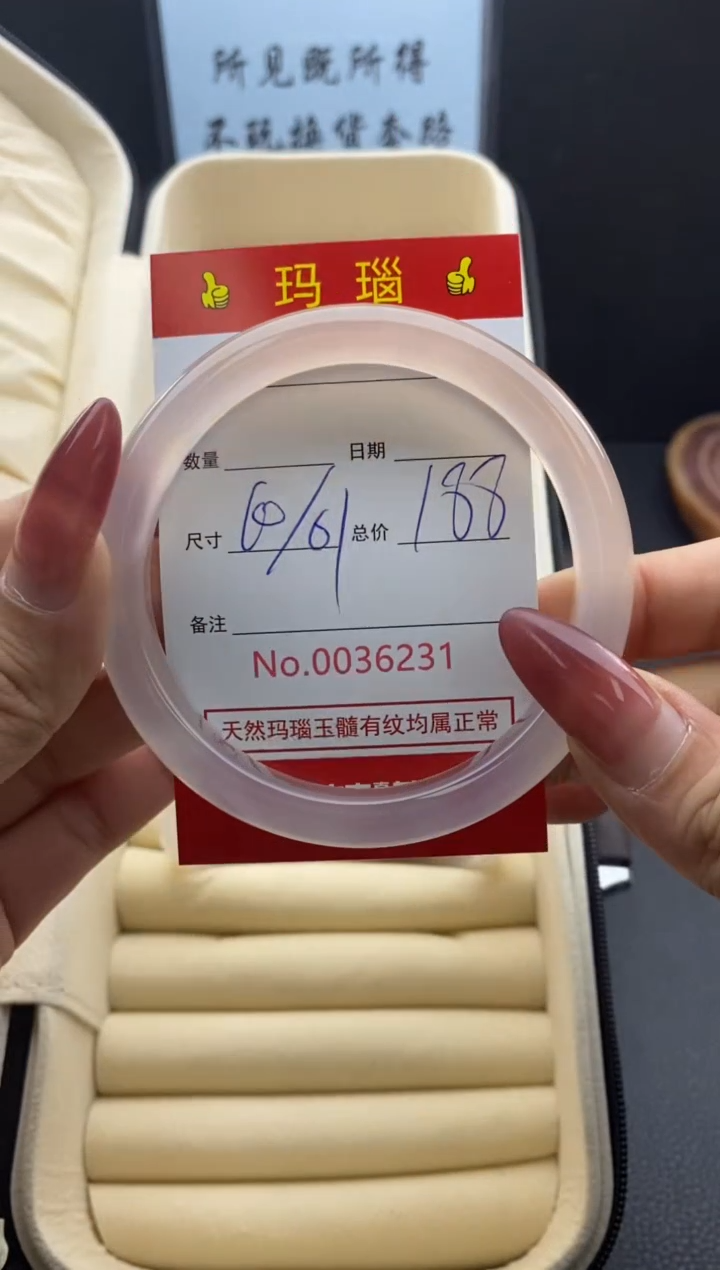 所见既所得
不玩换货套路
玛瑙
数量 日期
尺寸 60/61 总价 188
备注
No.0036231
天然玛瑙玉髓有纹均属正常